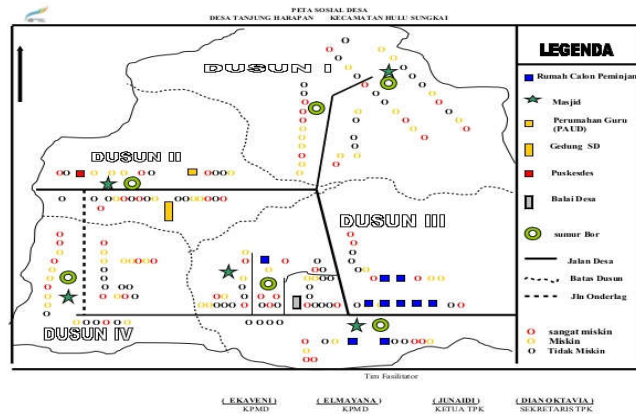 PETA SOSIAL DESA
DESA TANJUNG HARAPAN KECAMATAN HULU SUNGKAI
DUSUN I
DUSUN II
DUSUN III
DUSUN IV
LEGENDA
Rumah Calon Peminjam
Masjid
Perumahan Guru
(PAUD)
Gedung SD
Puskesdes
Balai Desa
sumur Bor
Jalan Desa
Batas Dusun
Jln Onderlag
sangat miskin
Miskin
Tidak Miskin
Tim Fasilitator
( EKAVENI ) ( ELMAYANA ) (JUNAIDI ) ( DIAN OKTAVIA )
KPMD KPMD KETUA TPK SEKRETARIS TPK